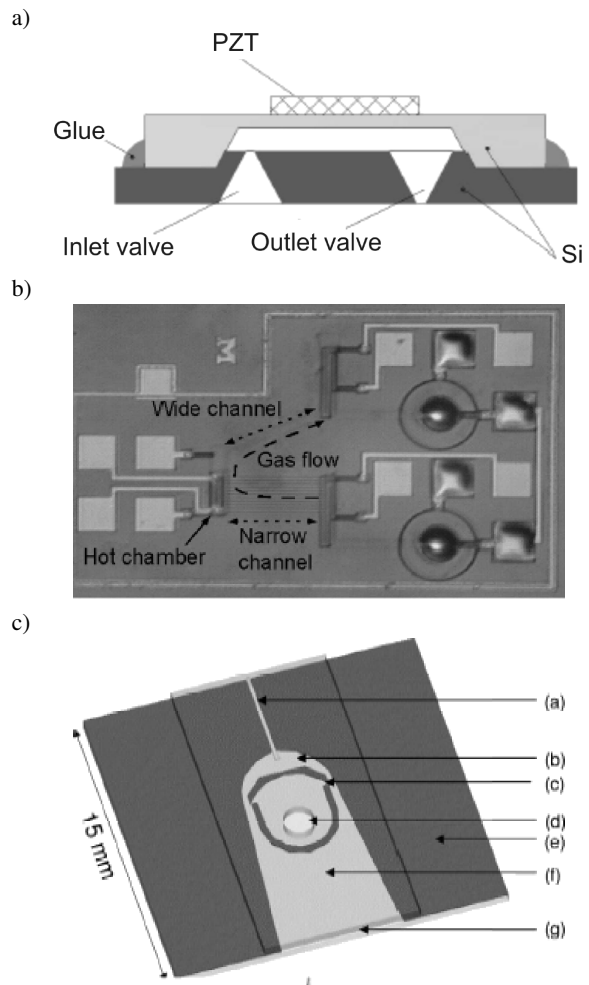 a)
PZT
Glue
Inlet valve
Outlet valve
Si
b)
M
Wide channel
Gas flow
Hot chamber
Narrow
channel
c)
(a)
(b)
(c)
(d)
(e)
(f)
(g)
15 mm